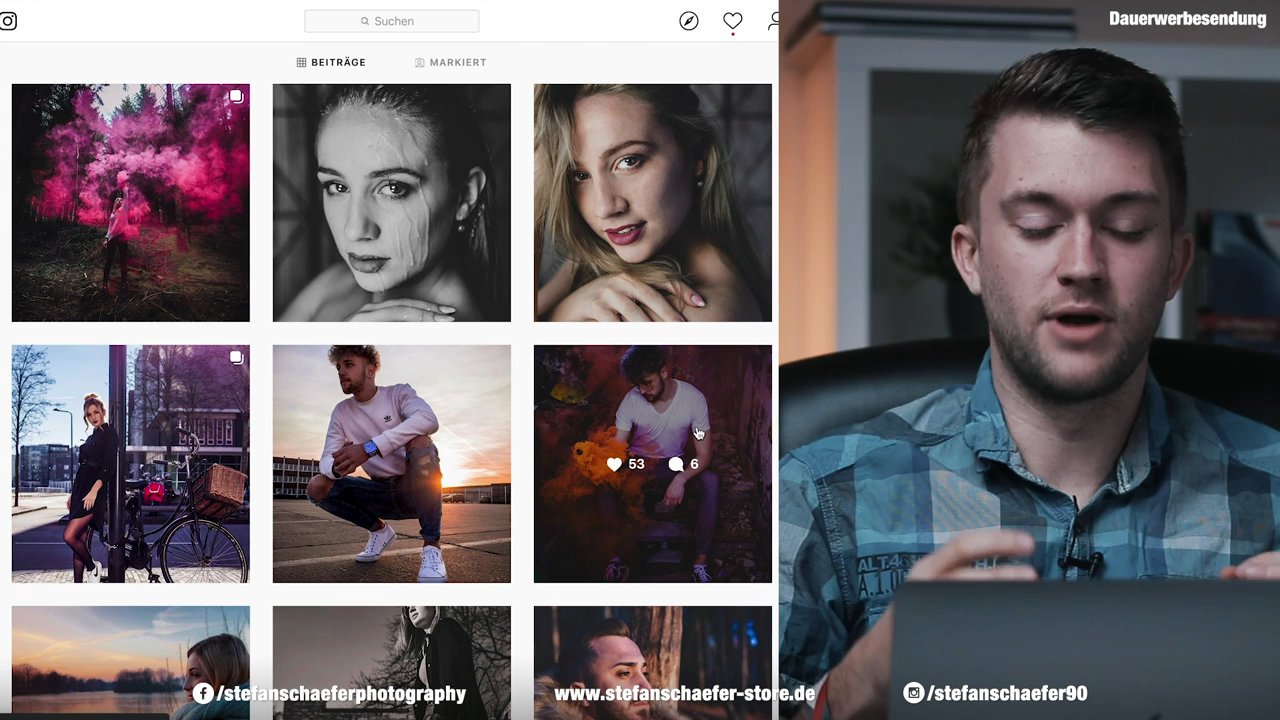 Suchen
Dauerwerbesendung
BEITRÄGE
MARKIERT
53
6
/stefanschaeferphotography
www.stefanschaefer-store.de
/stefanschaefer90